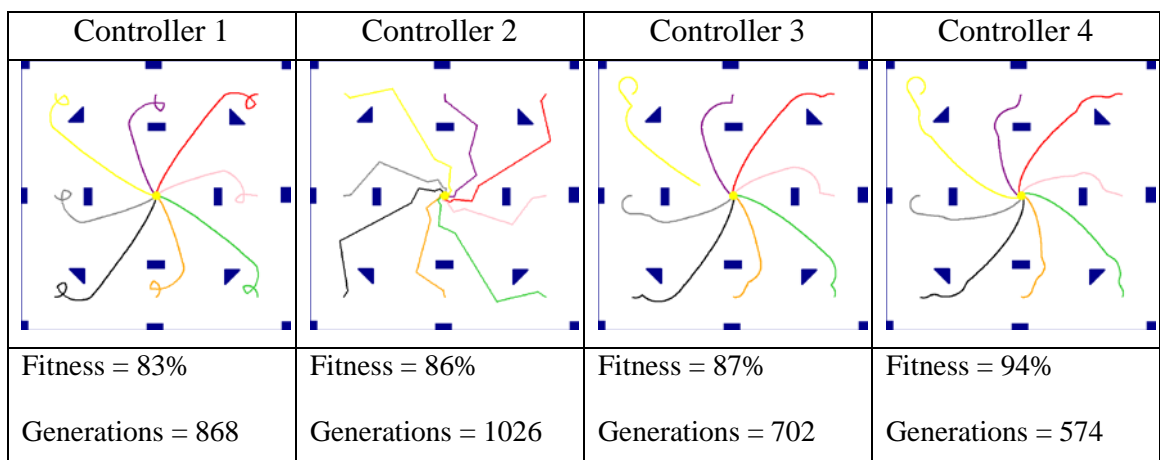 Controller 1
Controller 2
Controller 3
Controller 4
Fitness = 83%
Fitness = 86%
Fitness = 87%
Fitness = 94%
Generations = 868
Generations = 1026
Generations = 702
Generations = 574